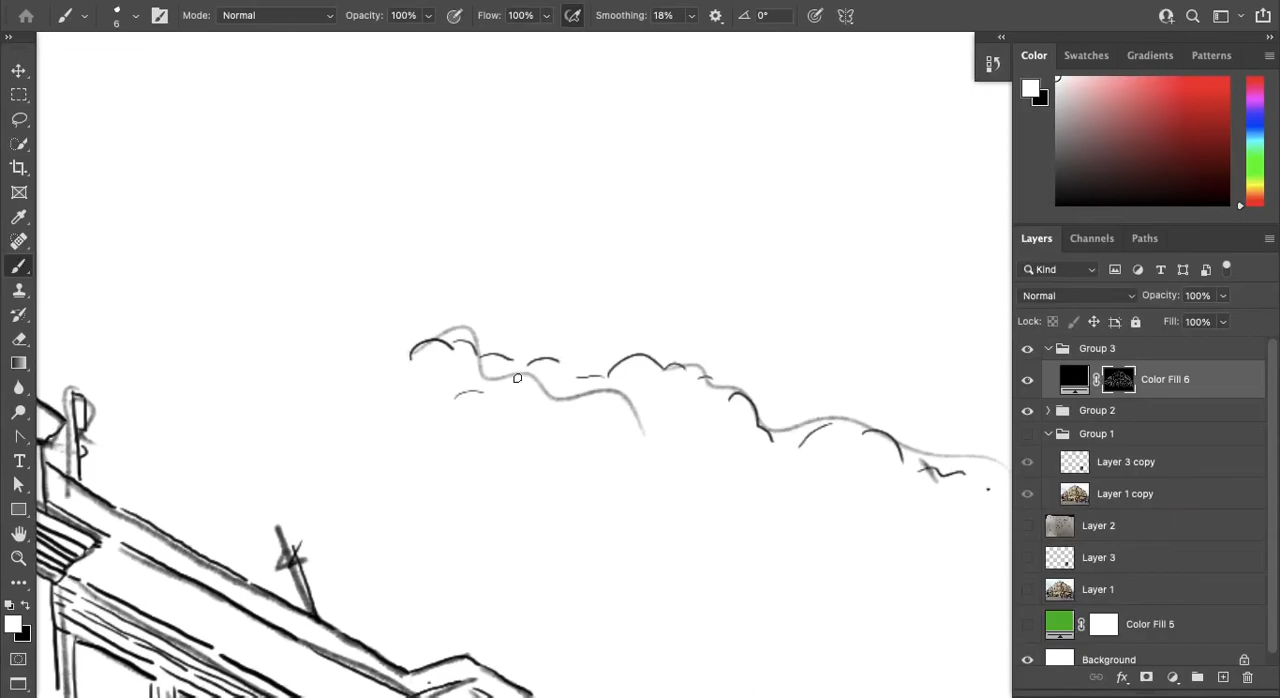 6 Mode: Normal Opacity: 100% Flow: 100% Smoothing: 18% 0°
Color Swatches Gradients Patterns
Layers Channels Paths
Kind
Normal Opacity: 100%
Lock: Fill: 100%
Group 3
Color Fill 6
Group 2
Group 1
Layer 3 copy
Layer 1 copy
Layer 2
Layer 3
Layer 1
Color Fill 5
Background